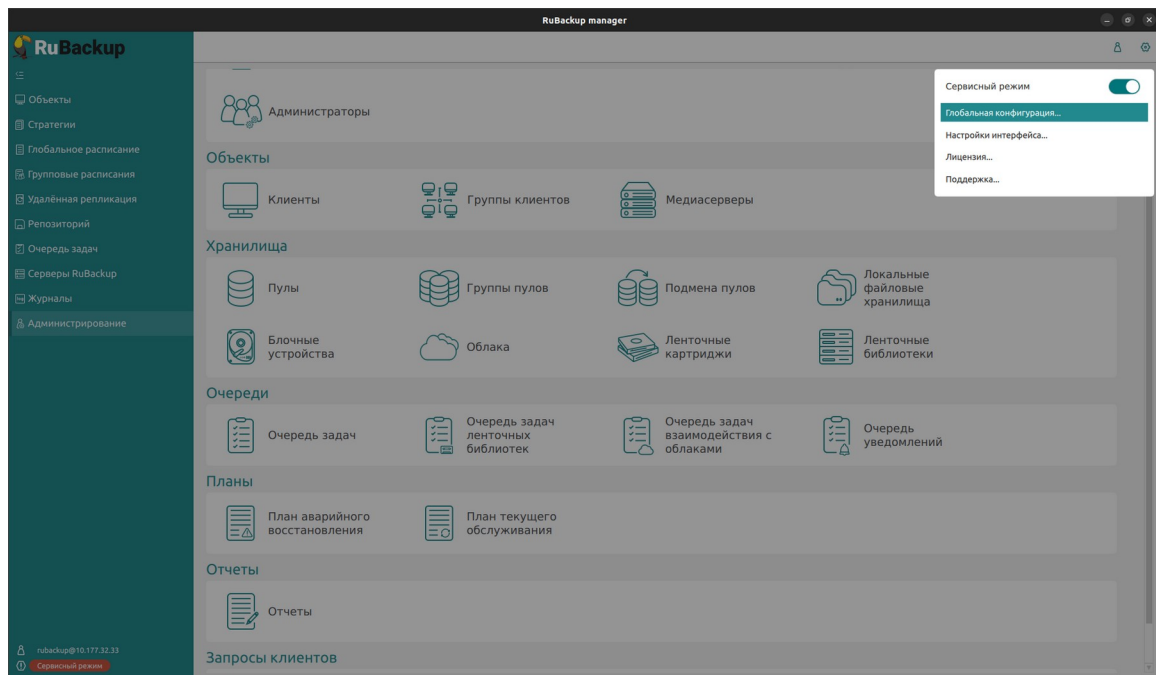 RuBackup manager
RuBackup
Объекты
Стратегии
Глобальное расписание
Групповые расписания
Удалённая репликация
Репозиторий
Очередь задач
Серверы RuBackup
Журналы
Администрирование
rubackup@10.177.32.33
Сервисный режим
Сервисный режим
Глобальная конфигурация...
Настройки интерфейса...
Лицензия...
Поддержка...
Администраторы
Объекты
Клиенты
Группы клиентов
Медиасерверы
Хранилища
Пулы
Группы пулов
Подмена пулов
Локальные
файловые
хранилища
Блочные
устройства
Облака
Ленточные
картриджи
Ленточные
библиотеки
Очереди
Очередь задач
Очередь задач
ленточных
библиотек
Очередь задач
взаимодействия с
облаками
Очередь
уведомлений
Планы
План аварийного
восстановления
План текущего
обслуживания
Отчеты
Отчеты
Запросы клиентов